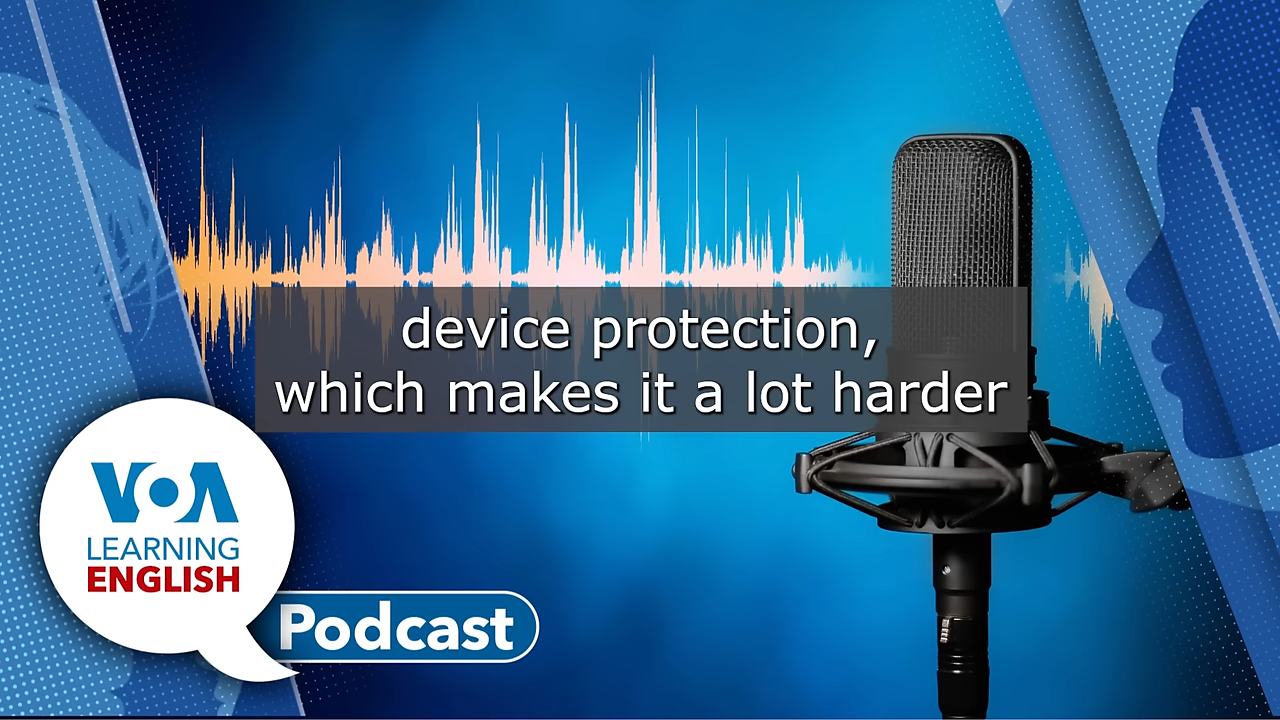 device protection,
which makes it a lot harder
VOA
LEARNING
ENGLISH
Podcast